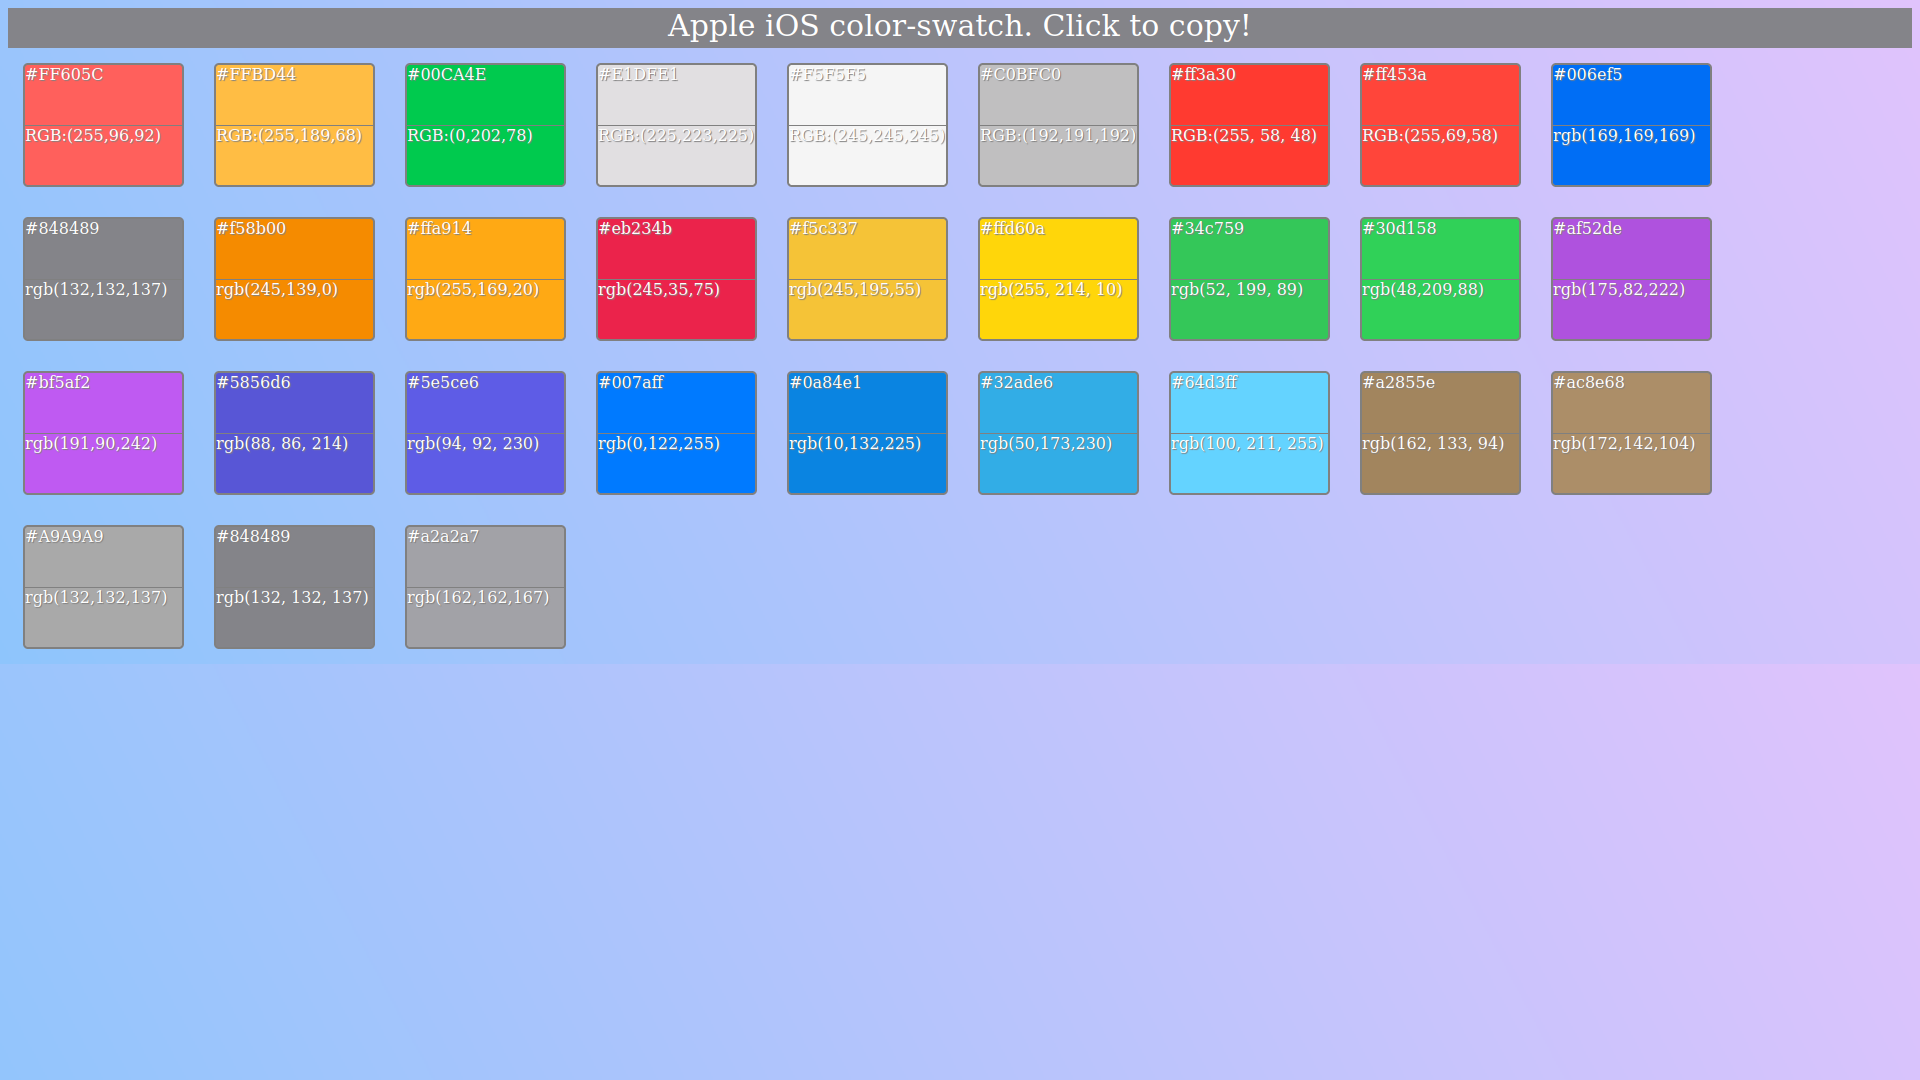 Apple iOS color-swatch. Click to copy!
#FF605C
RGB:(255,96,92)
#FFBD44
RGB:(255,189,68)
#00CA4E
RGB:(0,202,78)
#E1DFE1
RGB:(225,223,225)
#F5F5F5
RGB:(245,245,245)
#C0BFC0
RGB:(192,191,192)
#ff3a30
RGB:(255, 58, 48)
#ff453a
RGB:(255,69,58)
#006ef5
rgb(169,169,169)
#848489
rgb(132,132,137)
#f58b00
rgb(245,139,0)
#ffa914
rgb(255,169,20)
#eb234b
rgb(245,35,75)
#f5c337
rgb(245,195,55)
#ffd60a
rgb(255, 214, 10)
#34c759
rgb(52, 199, 89)
#30d158
rgb(48,209,88)
#af52de
rgb(175,82,222)
#bf5af2
rgb(191,90,242)
#5856d6
rgb(88, 86, 214)
#5e5ce6
rgb(94, 92, 230)
#007aff
rgb(0,122,255)
#0a84e1
rgb(10,132,225)
#32ade6
rgb(50,173,230)
#64d3ff
rgb(100, 211, 255)
#a2855e
rgb(162, 133, 94)
#ac8e68
rgb(172,142,104)
#A9A9A9
rgb(132,132,137)
#848489
rgb(132, 132, 137)
#a2a2a7
rgb(162,162,167)